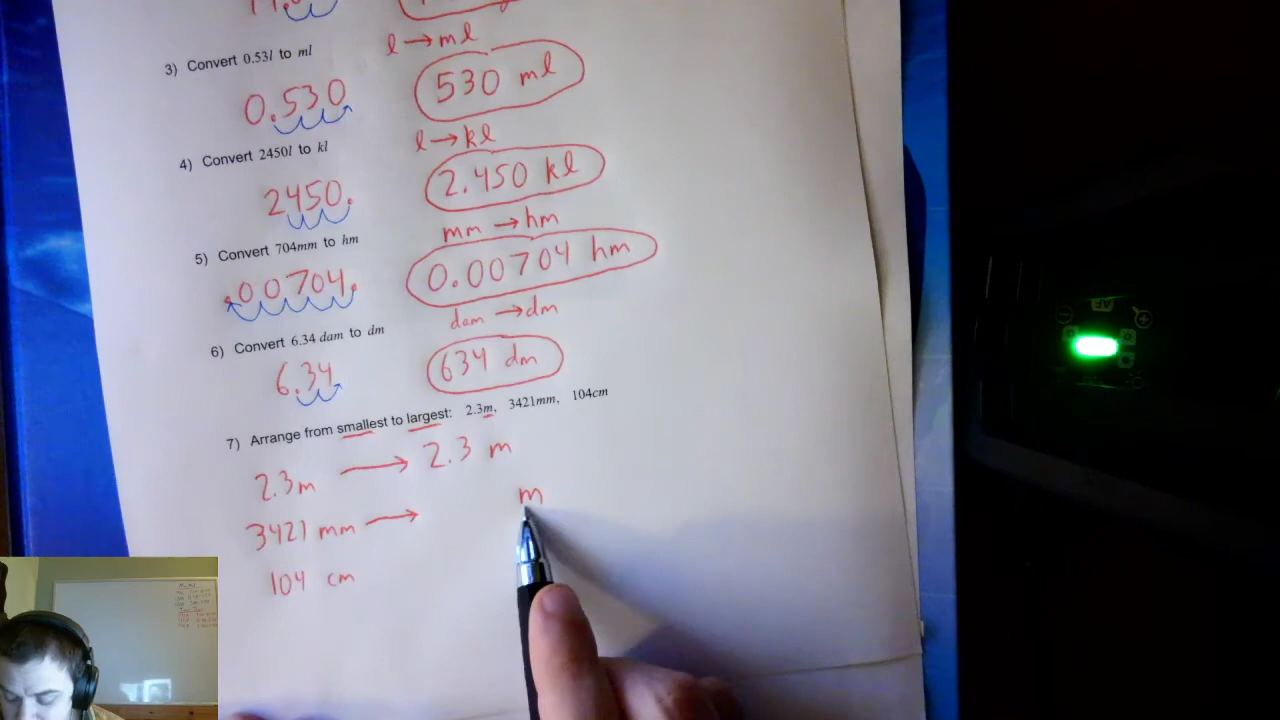 l → ml
3) Convert 0.53l to ml
0.530
530 ml
l → kl
4) Convert 2450l to kl
2450.
2.450 kl
mm → hm
5) Convert 704mm to hm
.00704.
0.00704 hm
dam → dm
6) Convert 6.34 dam to dm
6.34
634 dm
7) Arrange from smallest to largest: 2.3m, 3421mm, 104cm
2.3m → 2.3 m
3421 mm → m
104 cm
AF